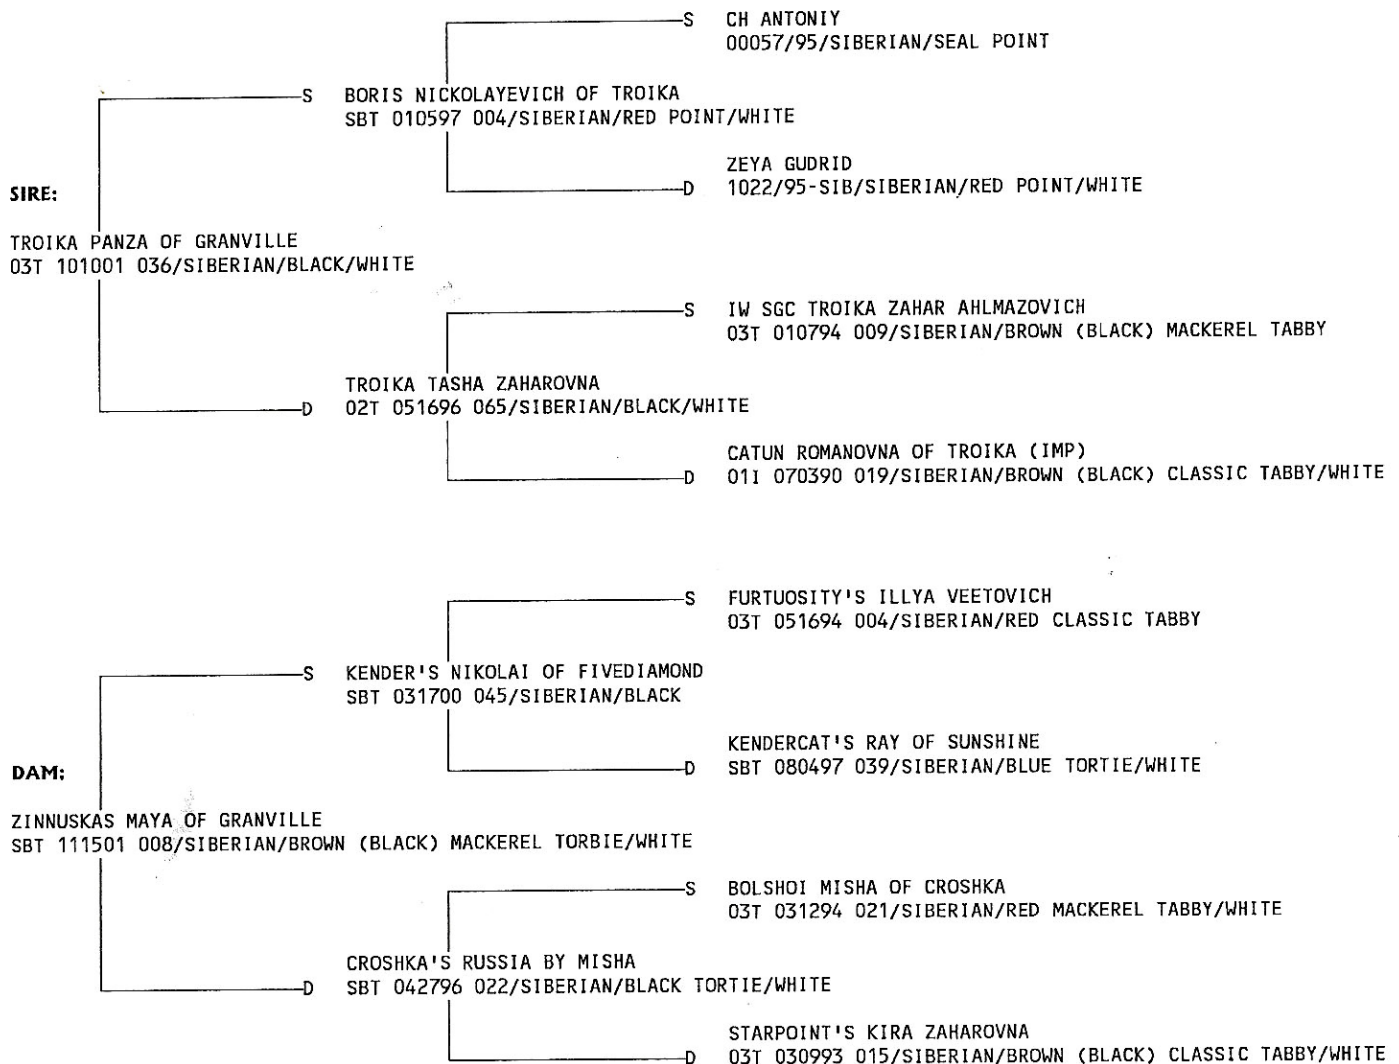 S CH ANTONIY
00057/95/SIBERIAN/SEAL POINT
S BORIS NICKOLAYEVICH OF TROIKA
SBT 010597 004/SIBERIAN/RED POINT/WHITE
ZEYA GUDRID
D 1022/95-SIB/SIBERIAN/RED POINT/WHITE
SIRE:
TROIKA PANZA OF GRANVILLE
03T 101001 036/SIBERIAN/BLACK/WHITE
S IW SGC TROIKA ZAHAR AHLMAZOVICH
03T 010794 009/SIBERIAN/BROWN (BLACK) MACKEREL TABBY
TROIKA TASHA ZAHAROVNA
D 02T 051696 065/SIBERIAN/BLACK/WHITE
CATUN ROMANOVNA OF TROIKA (IMP)
D 01I 070390 019/SIBERIAN/BROWN (BLACK) CLASSIC TABBY/WHITE
S FURTUOSITY'S ILLYA VEETOVICH
03T 051694 004/SIBERIAN/RED CLASSIC TABBY
S KENDER'S NIKOLAI OF FIVEDIAMOND
SBT 031700 045/SIBERIAN/BLACK
KENDERCAT'S RAY OF SUNSHINE
D SBT 080497 039/SIBERIAN/BLUE TORTIE/WHITE
DAM:
ZINNUSKAS MAYA OF GRANVILLE
SBT 111501 008/SIBERIAN/BROWN (BLACK) MACKEREL TORBIE/WHITE
S BOLSHOI MISHA OF CROSHKA
03T 031294 021/SIBERIAN/RED MACKEREL TABBY/WHITE
CROSHKA'S RUSSIA BY MISHA
D SBT 042796 022/SIBERIAN/BLACK TORTIE/WHITE
STARPOINT'S KIRA ZAHAROVNA
D 03T 030993 015/SIBERIAN/BROWN (BLACK) CLASSIC TABBY/WHITE